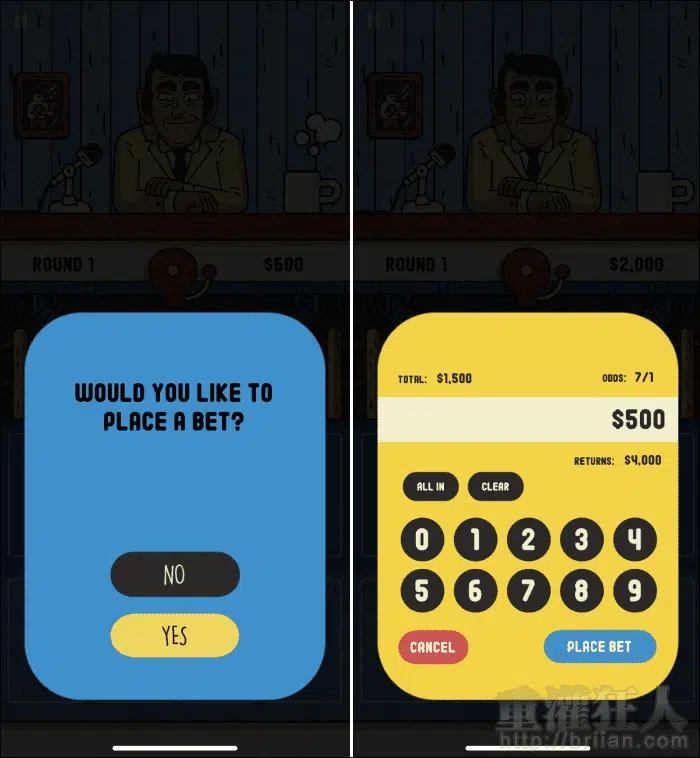 ROUND 1
$600
WOULD YOU LIKE TO
PLACE A BET?
NO
YES
ROUND 1
$2,000
TOTAL: $1,500
ODDS: 7/1
$500
RETURNS: $4,000
ALL IN
CLEAR
0 1 2 3 4
5 6 7 8 9
CANCEL
PLACE BET
重灌狂人
http://briian.com